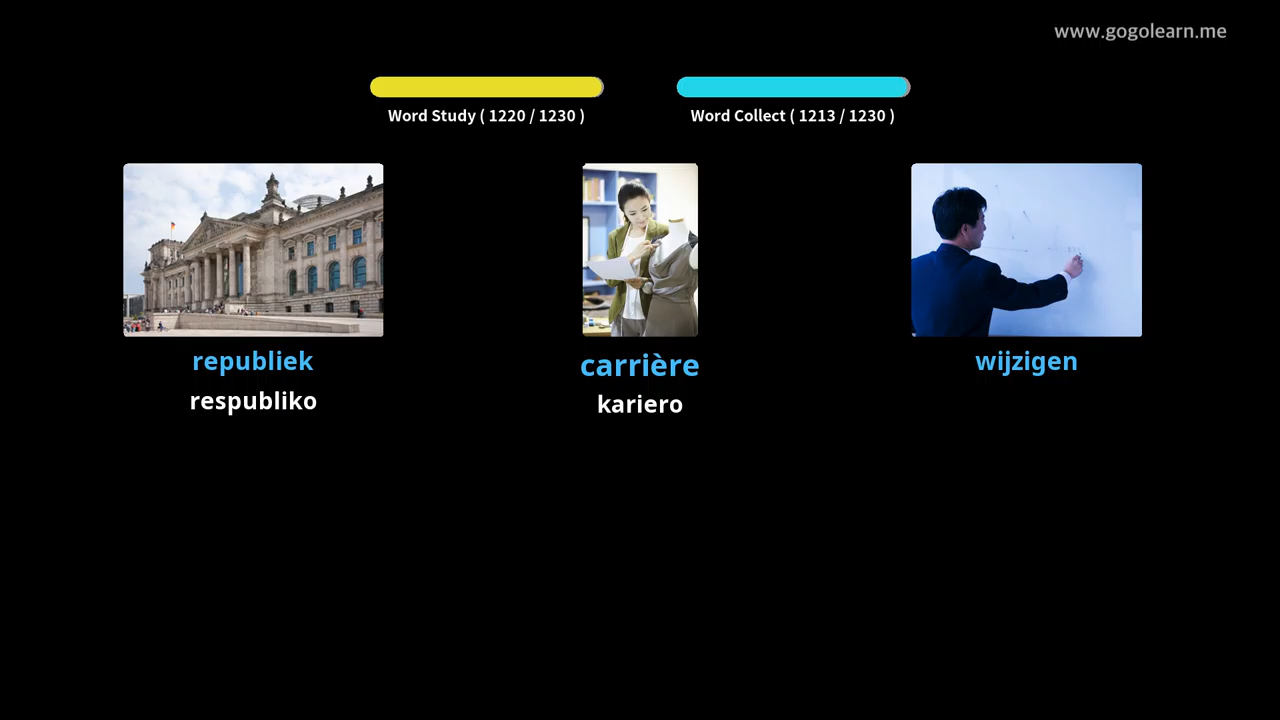 www.gogolearn.me
Word Study ( 1220 / 1230 )
Word Collect ( 1213 / 1230 )
republiek
respubliko
carrière
kariero
wijzigen